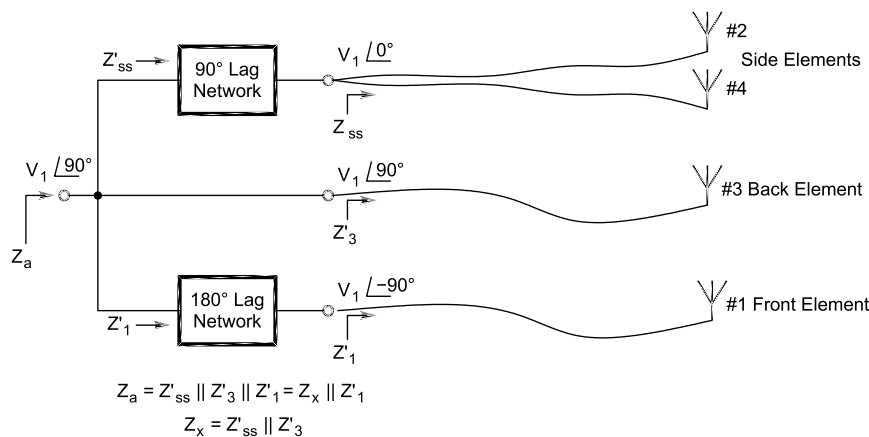 #2
Z'ss
V1 ∠0°
90° Lag
Network
Side Elements
#4
Zss
V1 ∠90°
V1 ∠90°
#3 Back Element
Z'3
Za
V1 ∠−90°
180° Lag
Network
#1 Front Element
Z'1
Z'1
Za = Z'ss || Z'3 || Z'1 = Zx || Z'1
Zx = Z'ss || Z'3